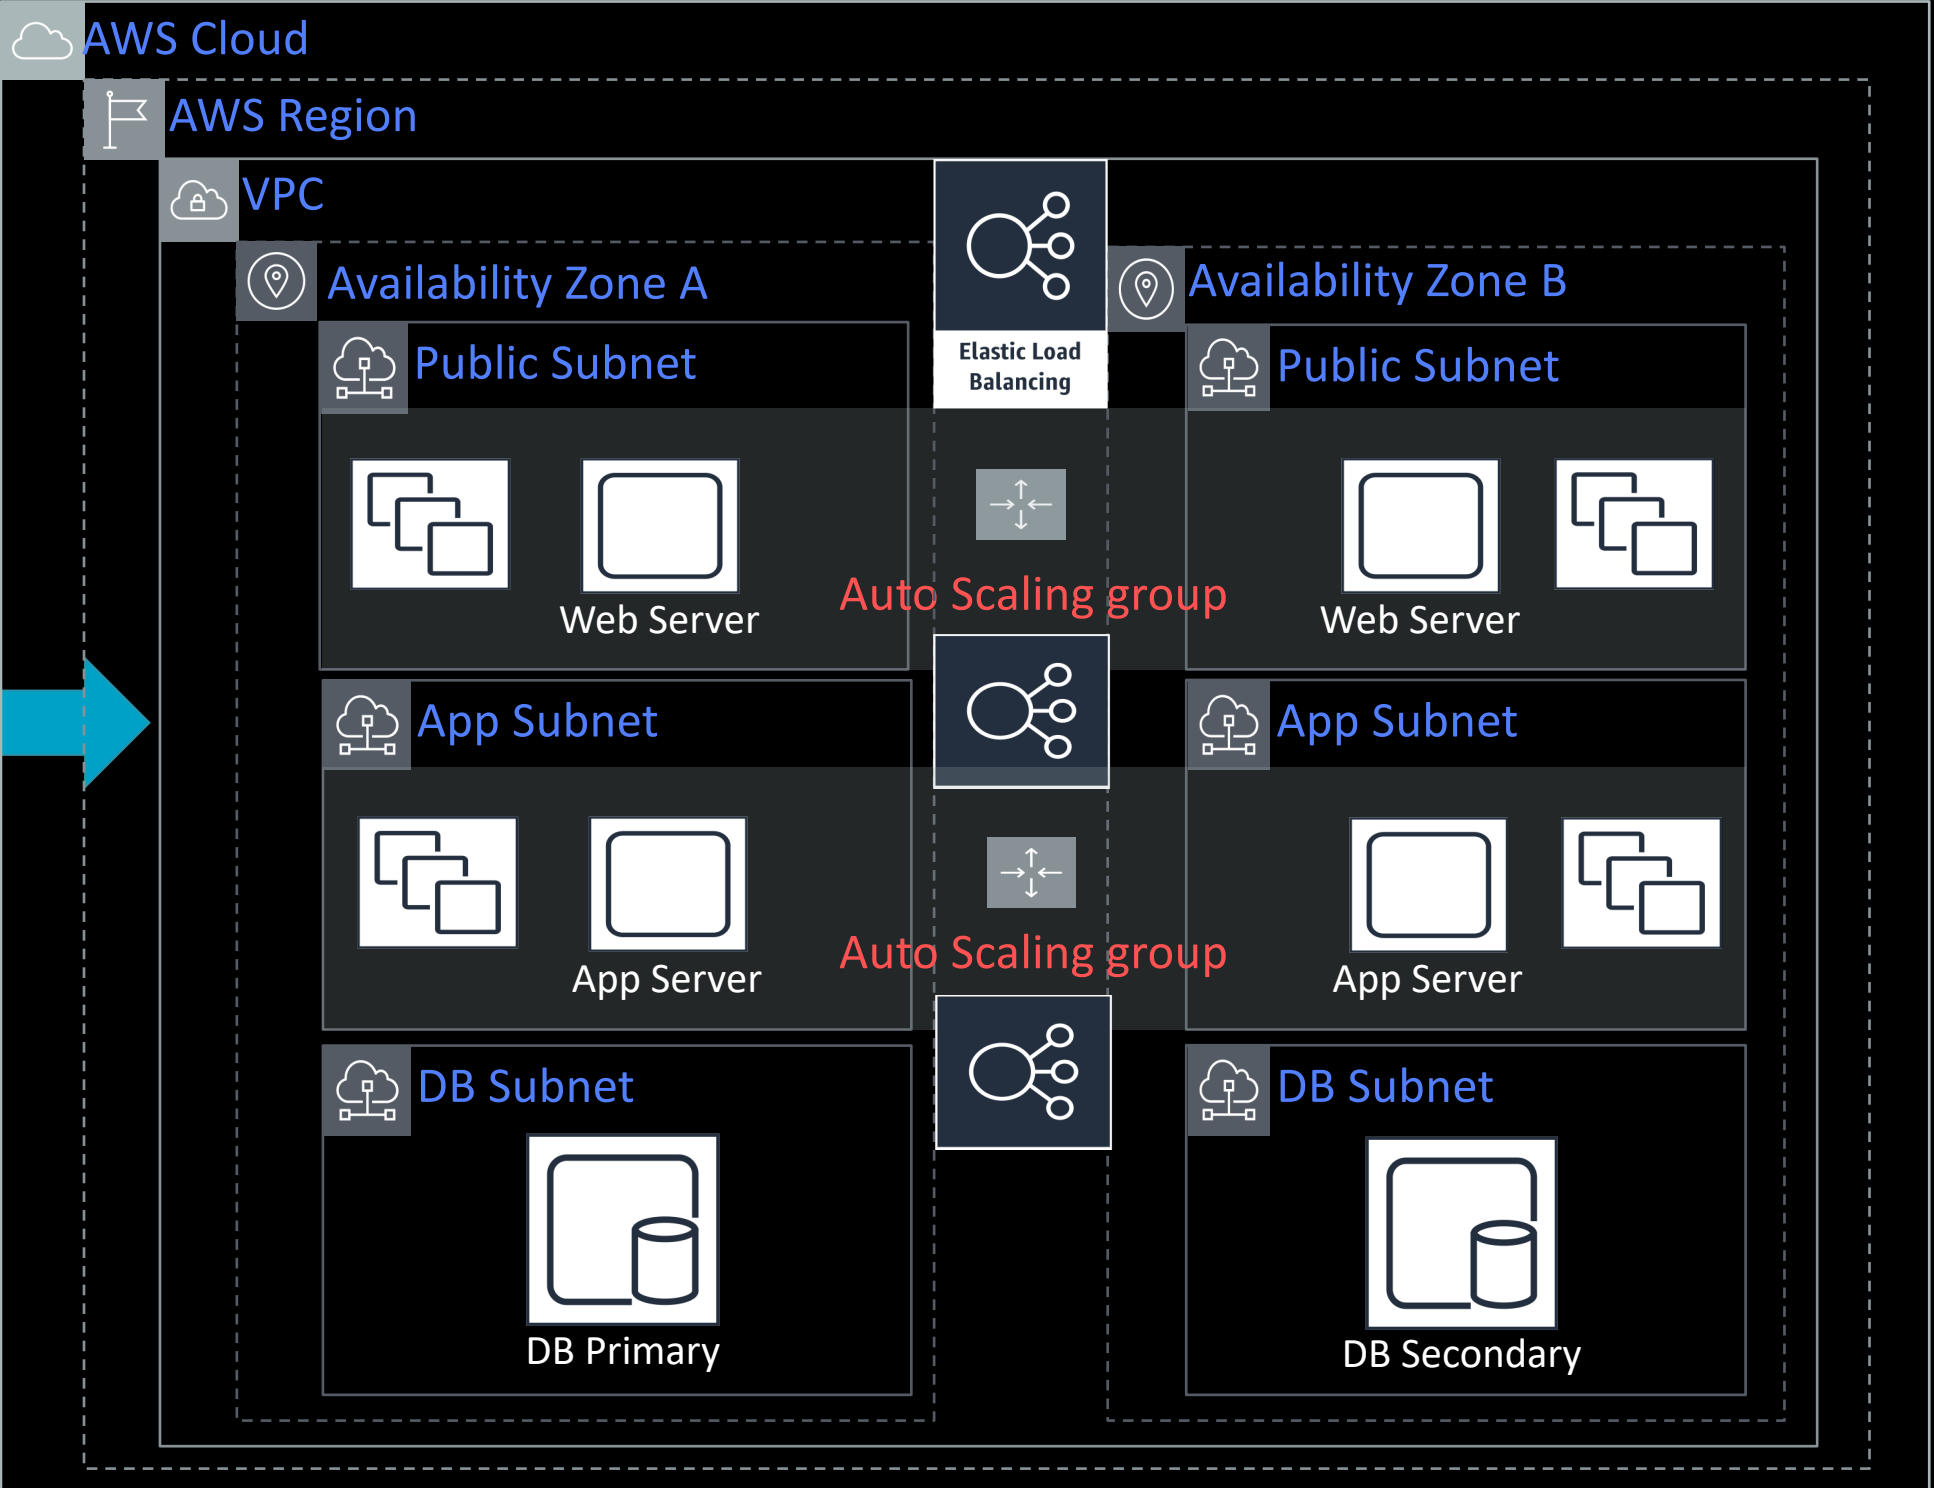 AWS Cloud
AWS Region
VPC
Availability Zone A
Availability Zone B
Elastic Load
Balancing
Public Subnet
Public Subnet
Auto Scaling group
Web Server
Web Server
App Subnet
App Subnet
Auto Scaling group
App Server
App Server
DB Subnet
DB Subnet
DB Primary
DB Secondary